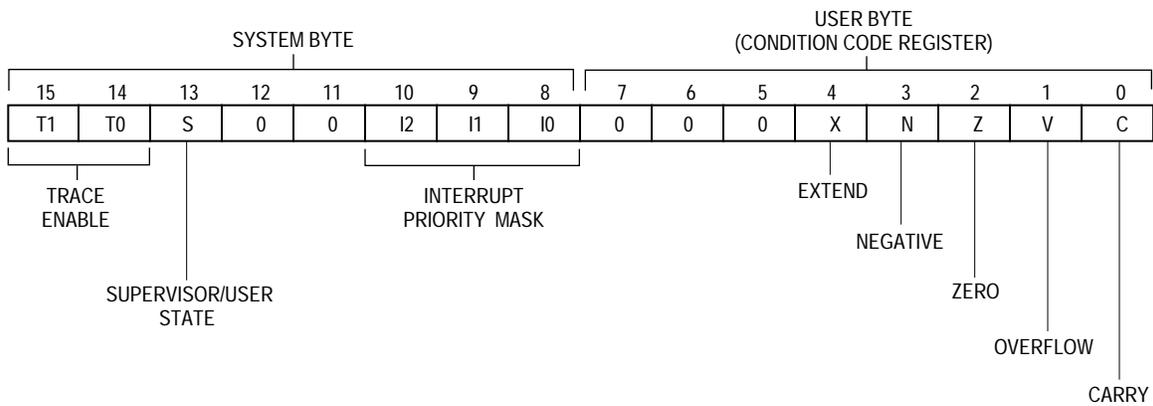 SYSTEM BYTE
USER BYTE
(CONDITION CODE REGISTER)
15 14 13 12 11 10 9 8 7 6 5 4 3 2 1 0
T1 T0 S 0 0 I2 I1 I0 0 0 0 X N Z V C
TRACE
ENABLE
INTERRUPT
PRIORITY MASK
EXTEND
NEGATIVE
SUPERVISOR/USER
STATE
ZERO
OVERFLOW
CARRY